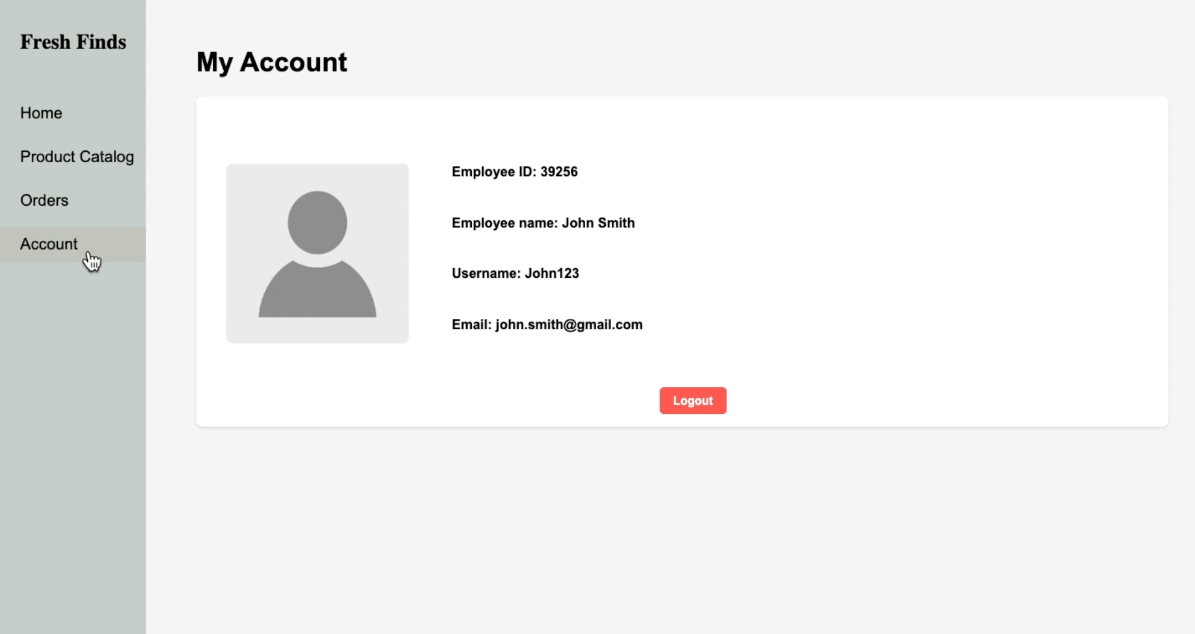 Fresh Finds
Home
Product Catalog
Orders
Account
My Account
Employee ID: 39256
Employee name: John Smith
Username: John123
Email: john.smith@gmail.com
Logout